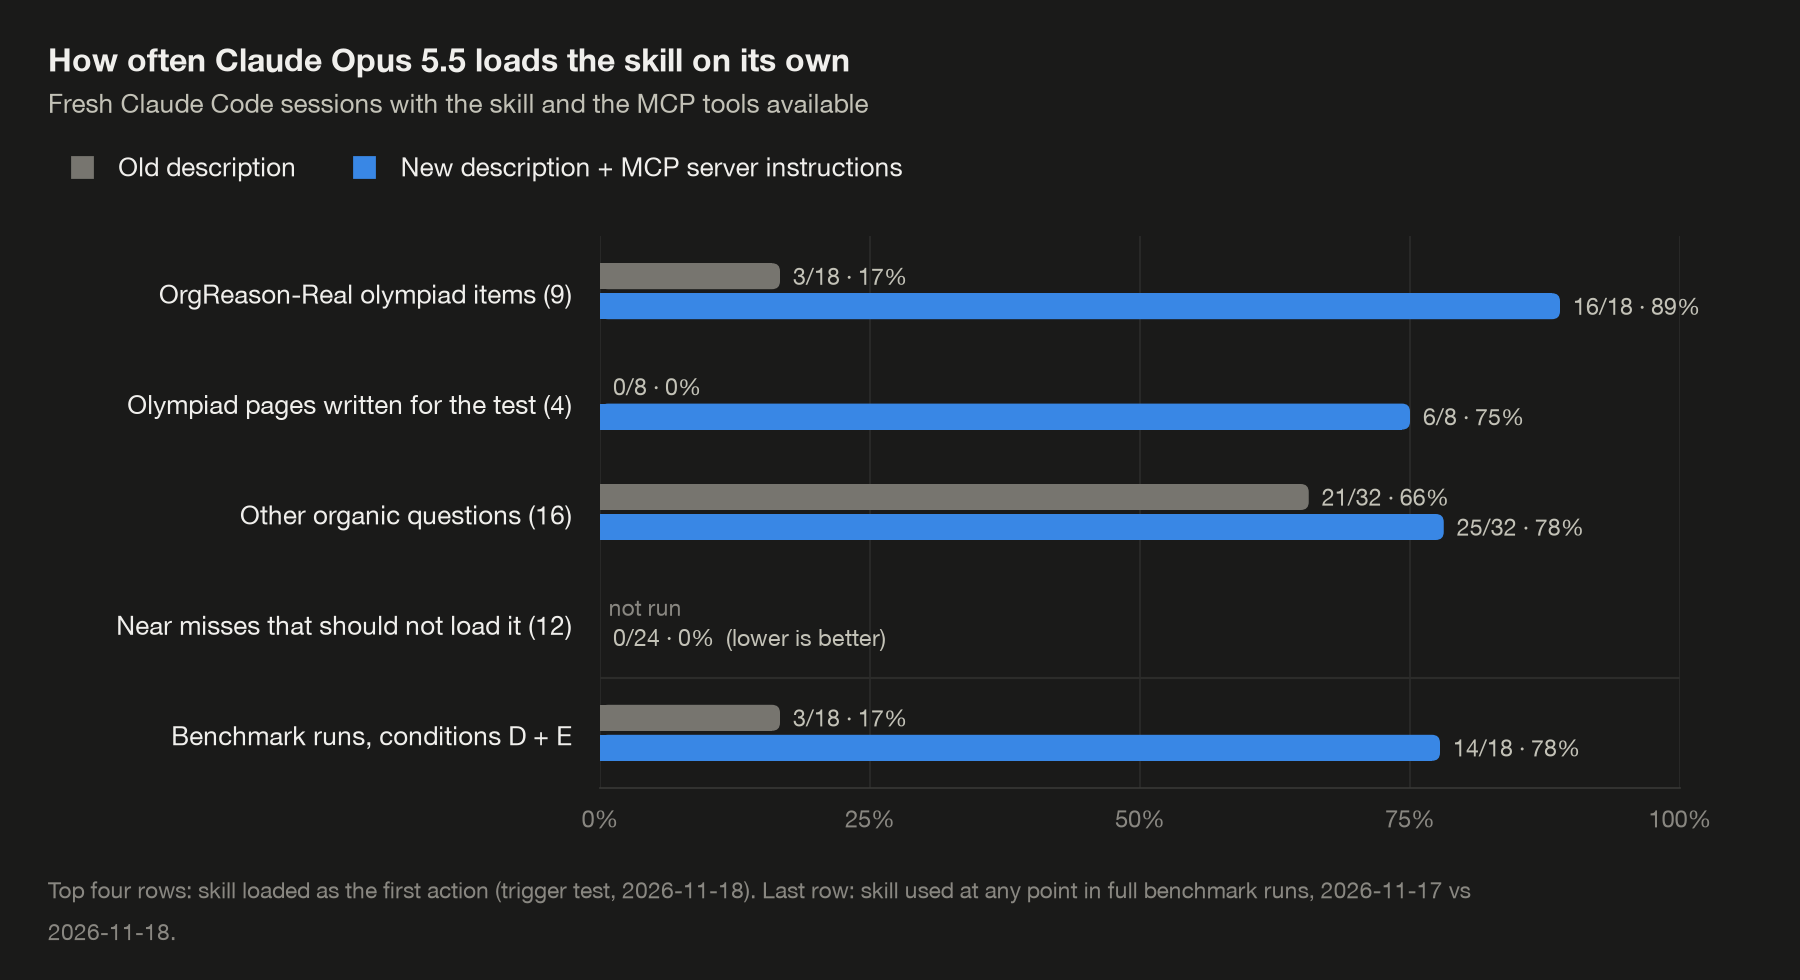 How often Claude Opus 5.5 loads the skill on its own
Fresh Claude Code sessions with the skill and the MCP tools available
Old description
New description + MCP server instructions
OrgReason-Real olympiad items (9)
3/18 · 17%
16/18 · 89%
Olympiad pages written for the test (4)
0/8 · 0%
6/8 · 75%
Other organic questions (16)
21/32 · 66%
25/32 · 78%
Near misses that should not load it (12)
not run
0/24 · 0% (lower is better)
Benchmark runs, conditions D + E
3/18 · 17%
14/18 · 78%
0%
25%
50%
75%
100%
Top four rows: skill loaded as the first action (trigger test, 2026-11-18). Last row: skill used at any point in full benchmark runs, 2026-11-17 vs
2026-11-18.